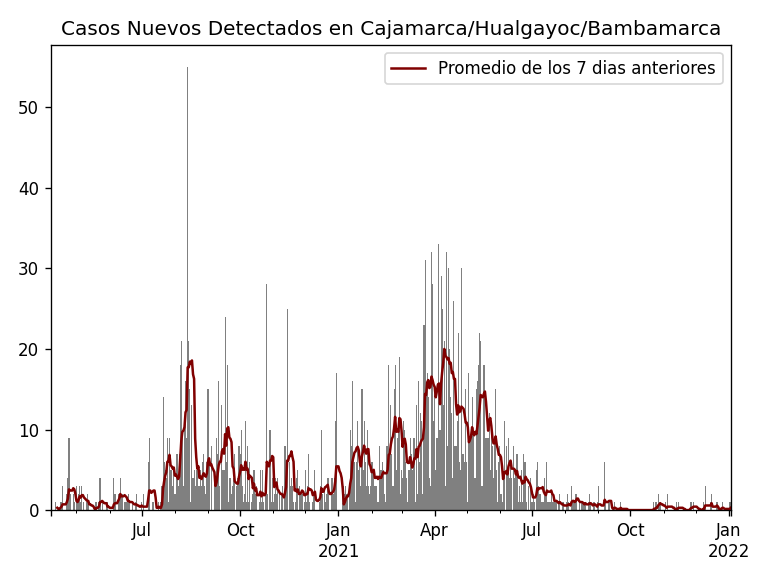 Casos Nuevos Detectados en Cajamarca/Hualgayoc/Bambamarca
Promedio de los 7 dias anteriores
50
40
30
20
10
0
Jul Oct Jan Apr Jul Oct Jan
2021 2022